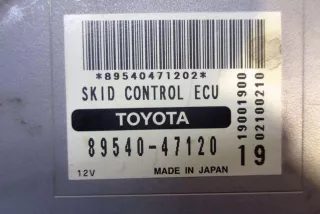 *89540471202*
SKID CONTROL ECU
TOYOTA
89540-47120
12V
MADE IN JAPAN
19001900
02100210
19